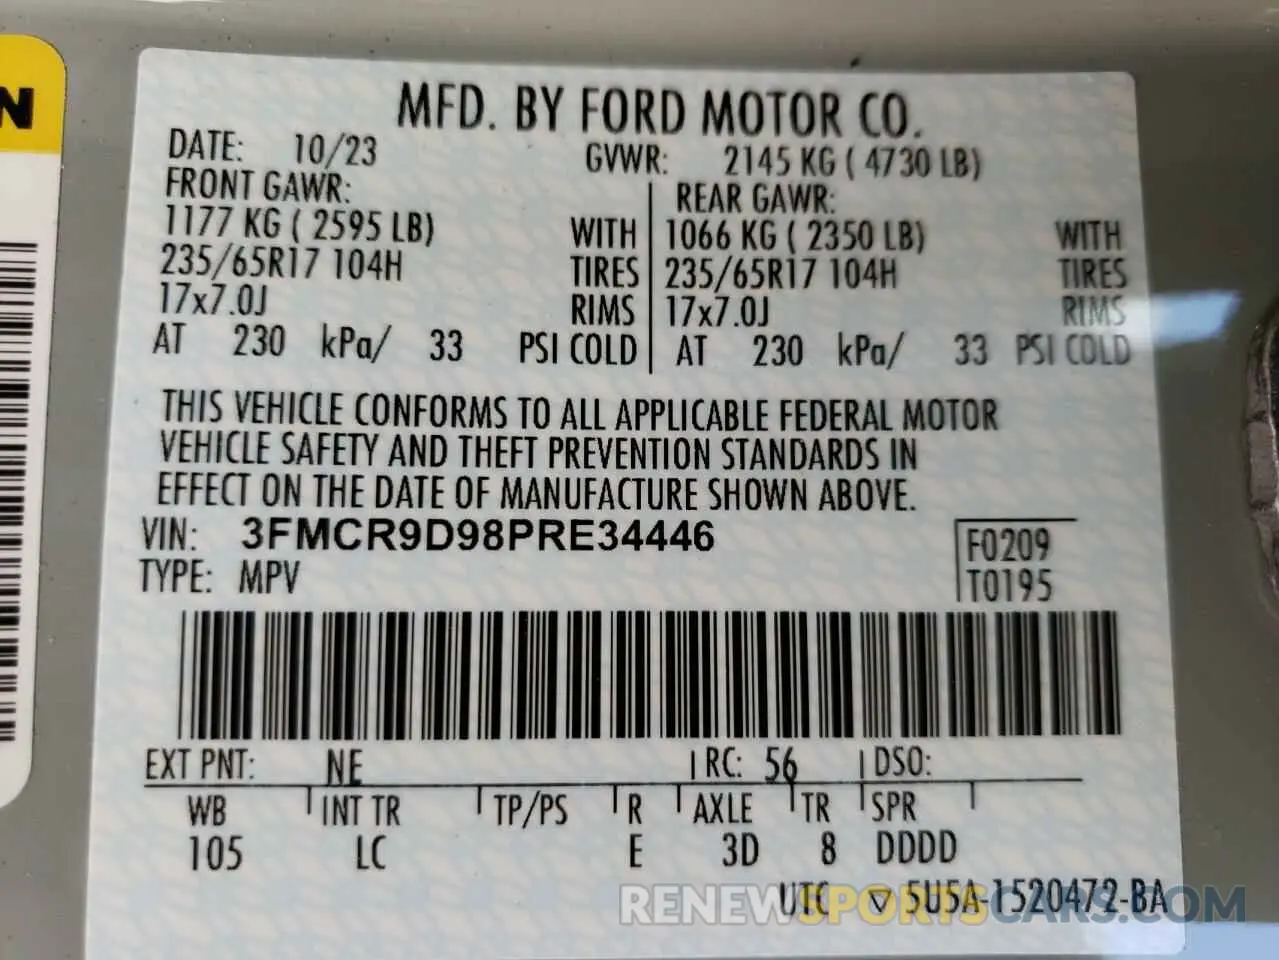 N
MFD. BY FORD MOTOR CO.
DATE: 10/23 GVWR: 2145 KG ( 4730 LB)
FRONT GAWR: REAR GAWR:
1177 KG ( 2595 LB) WITH 1066 KG ( 2350 LB) WITH
235/65R17 104H TIRES 235/65R17 104H TIRES
17x7.0J RIMS 17x7.0J RIMS
AT 230 kPa/ 33 PSI COLD AT 230 kPa/ 33 PSI COLD
THIS VEHICLE CONFORMS TO ALL APPLICABLE FEDERAL MOTOR
VEHICLE SAFETY AND THEFT PREVENTION STANDARDS IN
EFFECT ON THE DATE OF MANUFACTURE SHOWN ABOVE.
VIN: 3FMCR9D98PRE34446 F0209
TYPE: MPV T0195
EXT PNT: NE RC: 56 DSO:
WB INT TR TP/PS R AXLE TR SPR
105 LC E 3D 8 DDDD
UTC ▽ 5U5A-1520472-BA
RENEWSPORTSCARS.COM